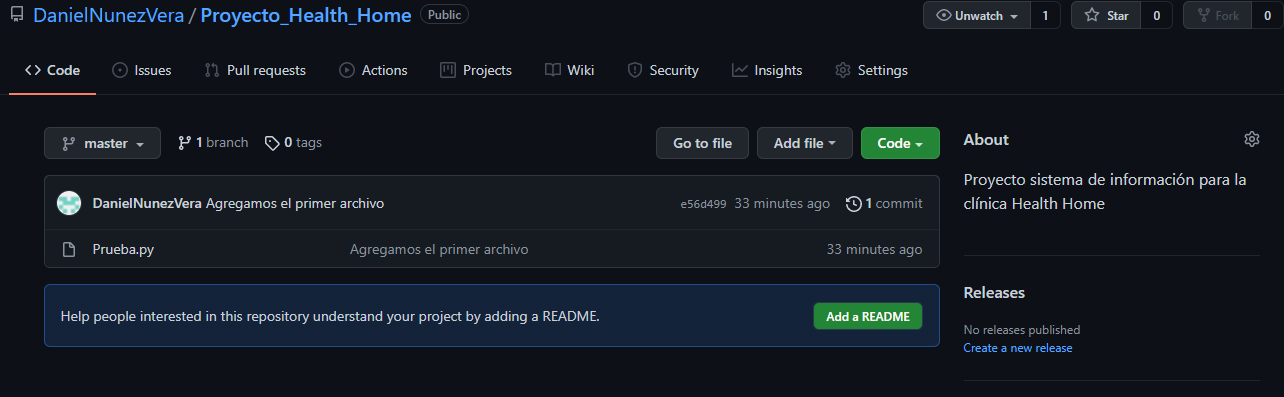 DanielNunezVera / Proyecto_Health_Home Public Unwatch 1 Star 0 Fork 0
Code Issues Pull requests Actions Projects Wiki Security Insights Settings
master 1 branch 0 tags Go to file Add file Code
DanielNunezVera Agregamos el primer archivo e56d499 33 minutes ago 1 commit
Prueba.py Agregamos el primer archivo 33 minutes ago
Help people interested in this repository understand your project by adding a README. Add a README
About
Proyecto sistema de información para la
clínica Health Home
Releases
No releases published
Create a new release